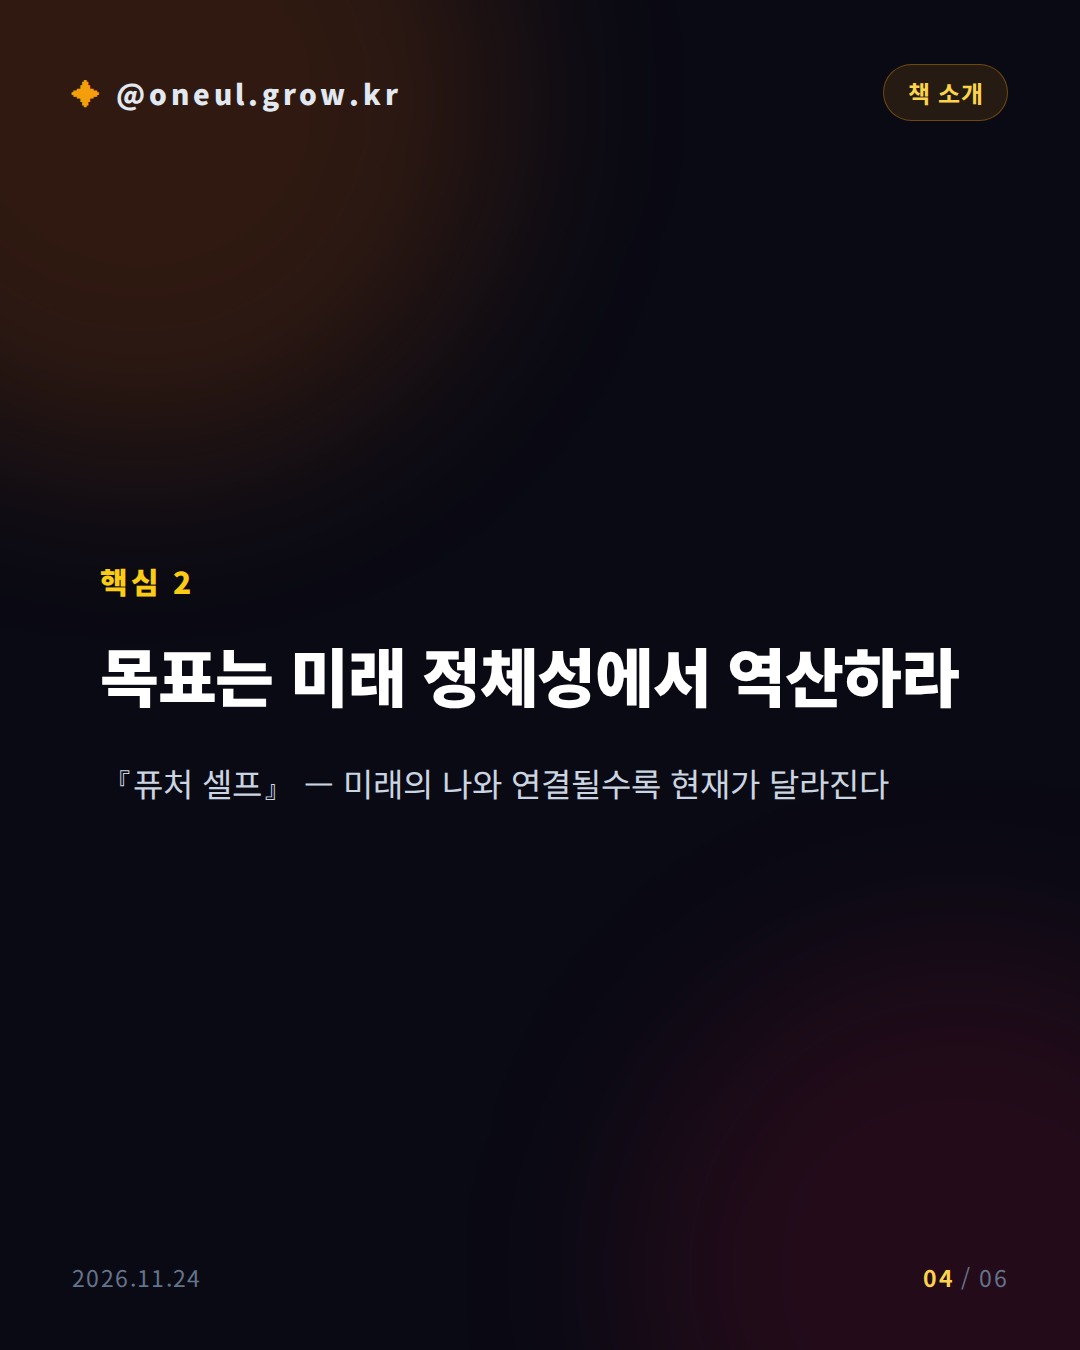 ✦ @oneul.grow.kr
책 소개
핵심 2
목표는 미래 정체성에서 역산하라
『퓨처 셀프』 — 미래의 나와 연결될수록 현재가 달라진다
2026.11.24
04 / 06